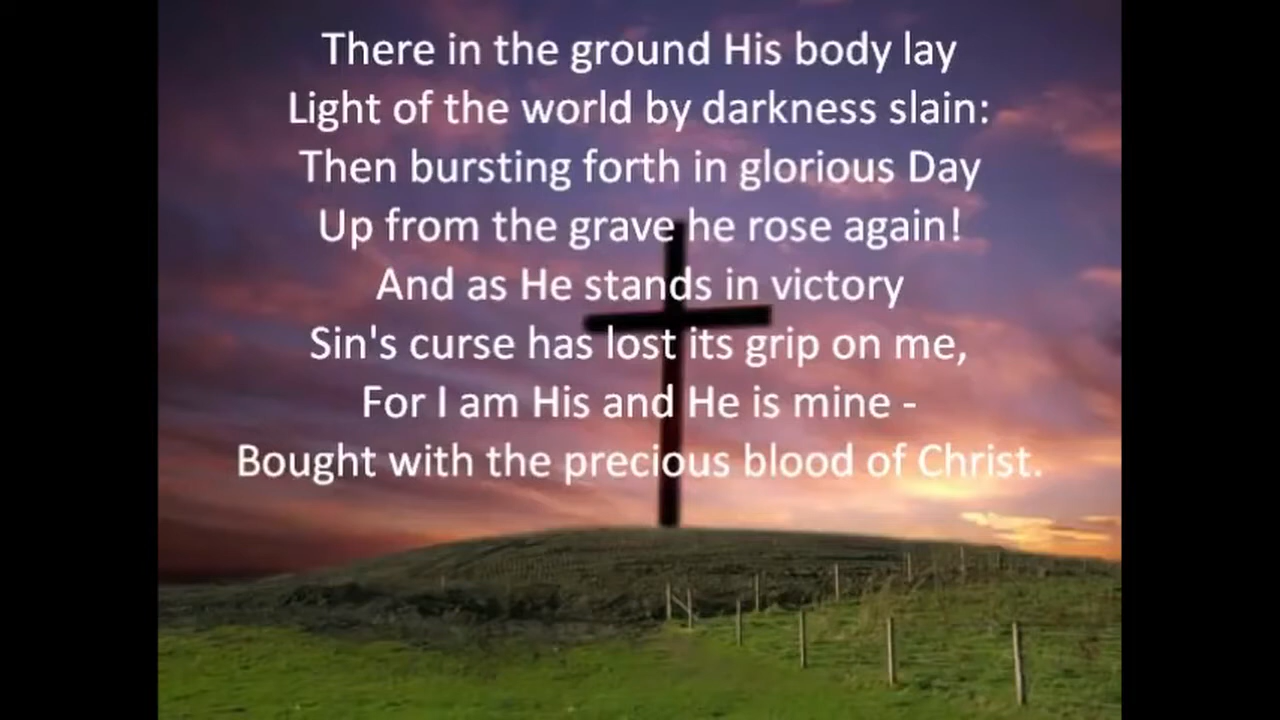 There in the ground His body lay
Light of the world by darkness slain:
Then bursting forth in glorious Day
Up from the grave he rose again!
And as He stands in victory
Sin's curse has lost its grip on me,
For I am His and He is mine -
Bought with the precious blood of Christ.